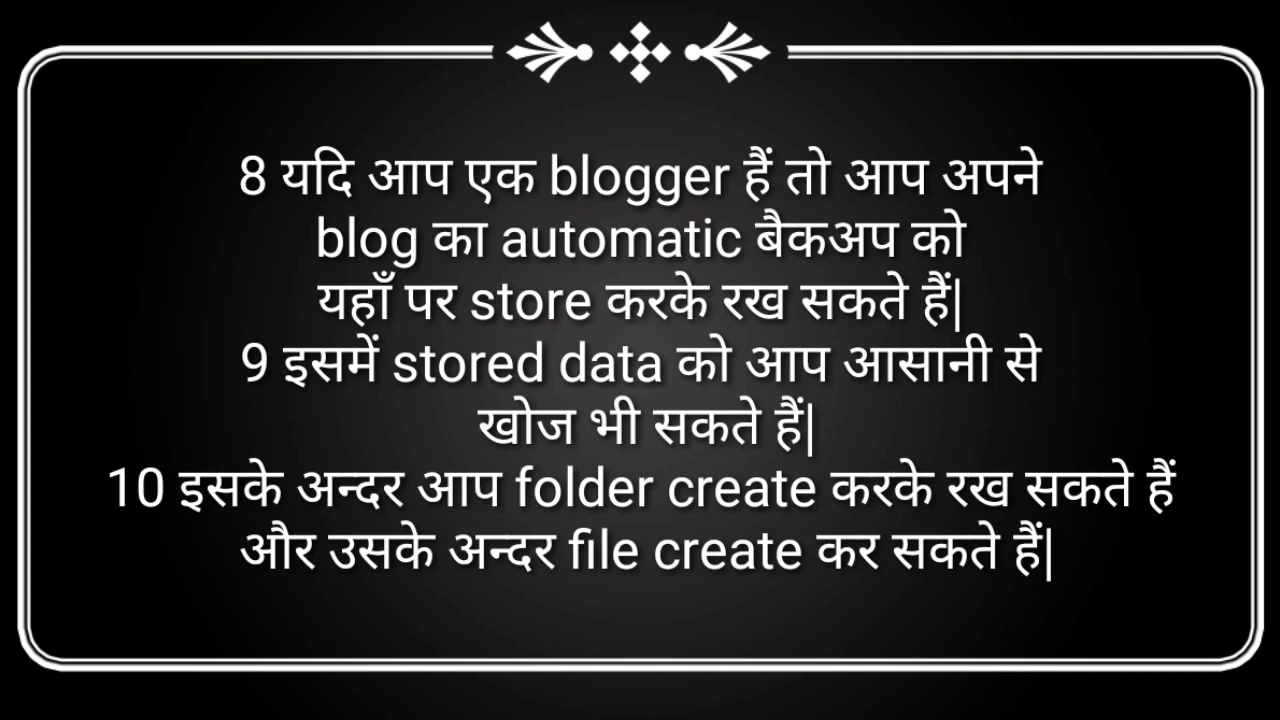 8 यदि आप एक blogger हैं तो आप अपने
blog का automatic बैकअप को
यहाँ पर store करके रख सकते हैं|
9 इसमें stored data को आप आसानी से
खोज भी सकते हैं|
10 इसके अन्दर आप folder create करके रख सकते हैं
और उसके अन्दर file create कर सकते हैं|